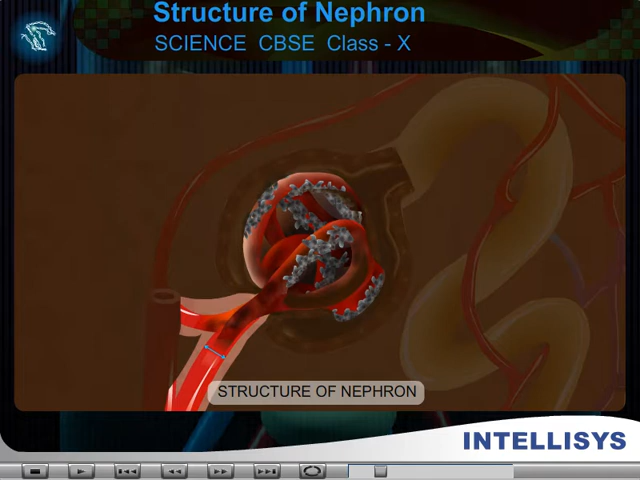 Structure of Nephron
SCIENCE CBSE Class - X
STRUCTURE OF NEPHRON
INTELLISYS